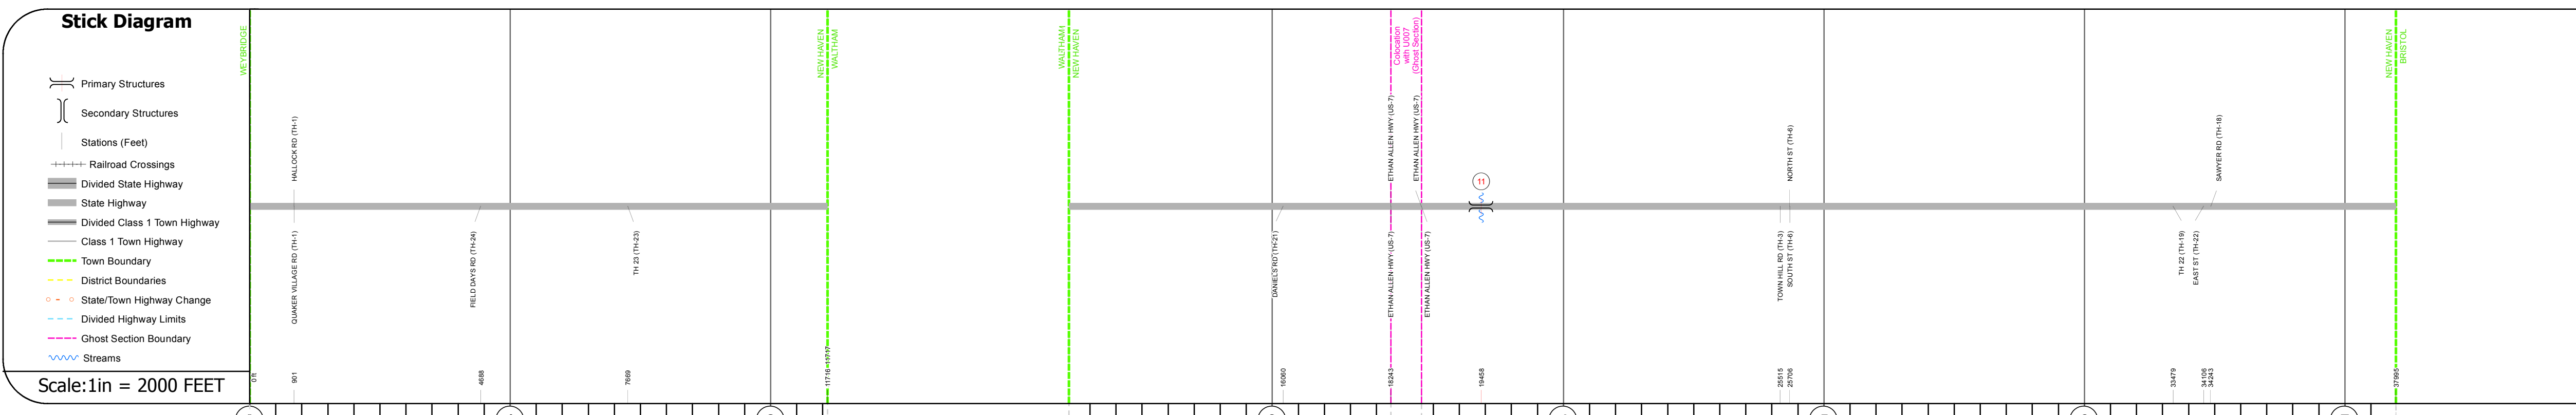 Stick Diagram
Primary Structures
Secondary Structures
Stations (Feet)
Railroad Crossings
Divided State Highway
State Highway
Divided Class 1 Town Highway
Class 1 Town Highway
Town Boundary
District Boundaries
State/Town Highway Change
Divided Highway Limits
Ghost Section Boundary
Streams
Scale:1in = 2000 FEET
WEYBRIDGE
NEW HAVEN
WALTHAM
WALTHAM
NEW HAVEN
Colocation
with U007
(Ghost Section)
NEW HAVEN
BRISTOL
HALLOCK RD (TH-1)
ETHAN ALLEN HWY (US-7)
ETHAN ALLEN HWY (US-7)
NORTH ST (TH-6)
SAWYER RD (TH-18)
11
QUAKER VILLAGE RD (TH-1)
FIELD DAYS RD (TH-24)
TH 23 (TH-23)
DANIELS RD (TH-21)
ETHAN ALLEN HWY (US-7)
ETHAN ALLEN HWY (US-7)
TOWN HILL RD (TH-3)
SOUTH ST (TH-6)
TH 22 (TH-19)
EAST ST (TH-22)
0 ft
901
4688
7669
11716
11717
16060
18243
19458
25515
25706
33479
34106
34243
37995